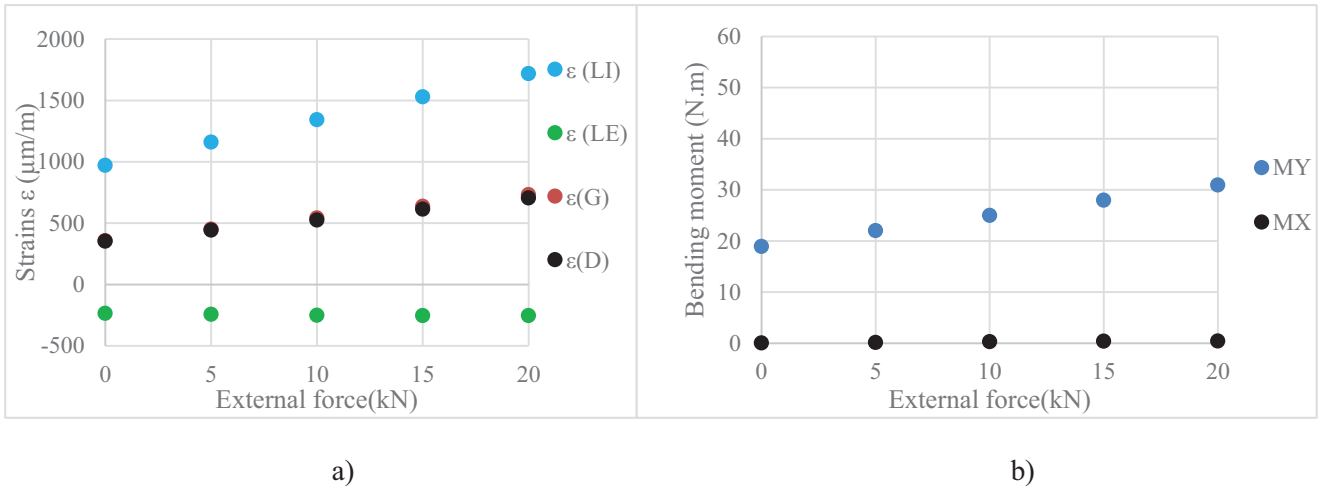 2000
1500
1000
500
0
-500
Strains ε (μm/m)
0 5 10 15 20
External force(kN)
ε (LI)
ε (LE)
ε(G)
ε(D)
60
50
40
30
20
10
0
Bending moment (N.m)
0 5 10 15 20
External force(kN)
MY
MX
a)
b)